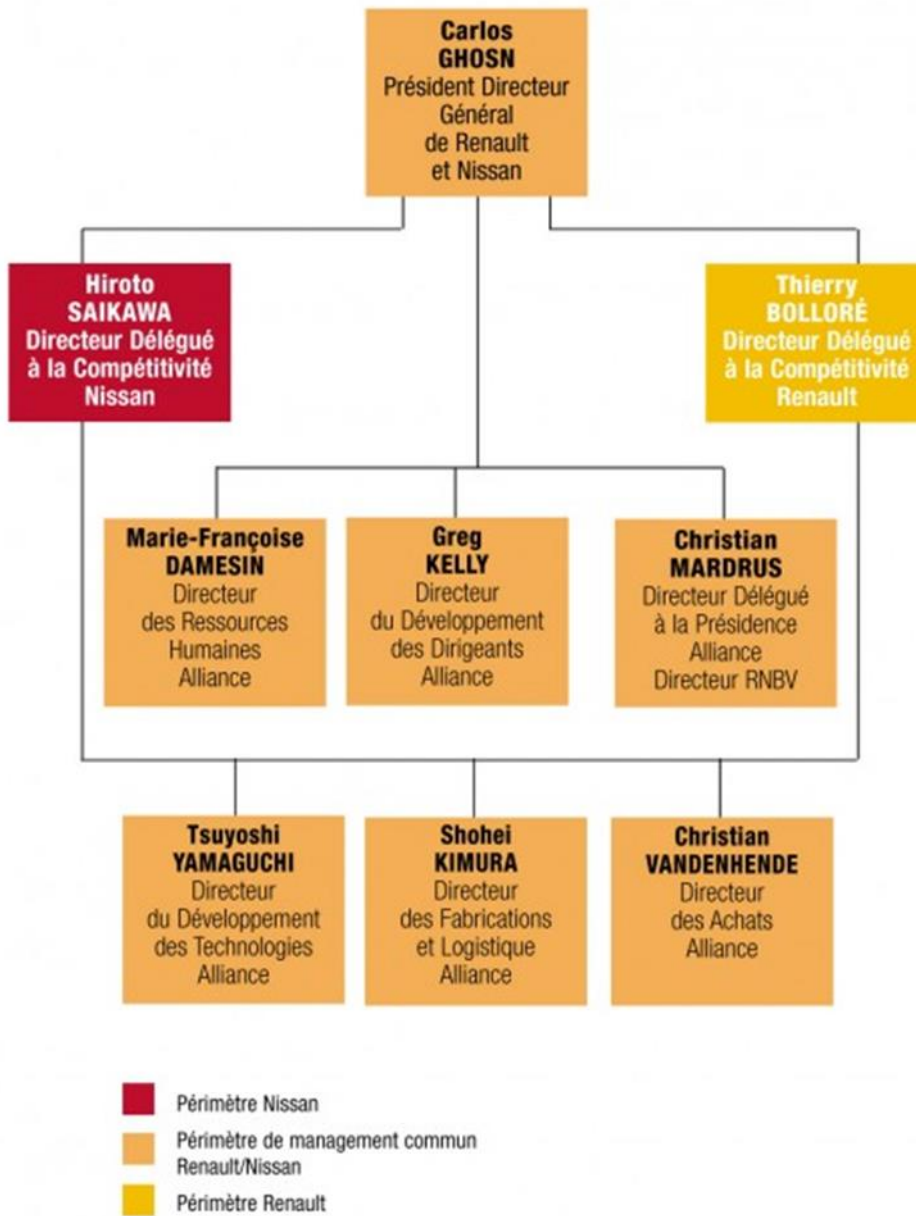 Carlos
GHOSN
Président Directeur
Général
de Renault
et Nissan
Hiroto
SAIKAWA
Directeur Délégué
à la Compétitivité
Nissan
Thierry
BOLLORÉ
Directeur Délégué
à la Compétitivité
Renault
Marie-Françoise
DAMESIN
Directeur
des Ressources
Humaines
Alliance
Greg
KELLY
Directeur
du Développement
des Dirigeants
Alliance
Christian
MARDRUS
Directeur Délégué
à la Présidence
Alliance
Directeur RNBV
Tsuyoshi
YAMAGUCHI
Directeur
du Développement
des Technologies
Alliance
Shohei
KIMURA
Directeur
des Fabrications
et Logistique
Alliance
Christian
VANDENHENDE
Directeur
des Achats
Alliance
Périmètre Nissan
Périmètre de management commun
Renault/Nissan
Périmètre Renault